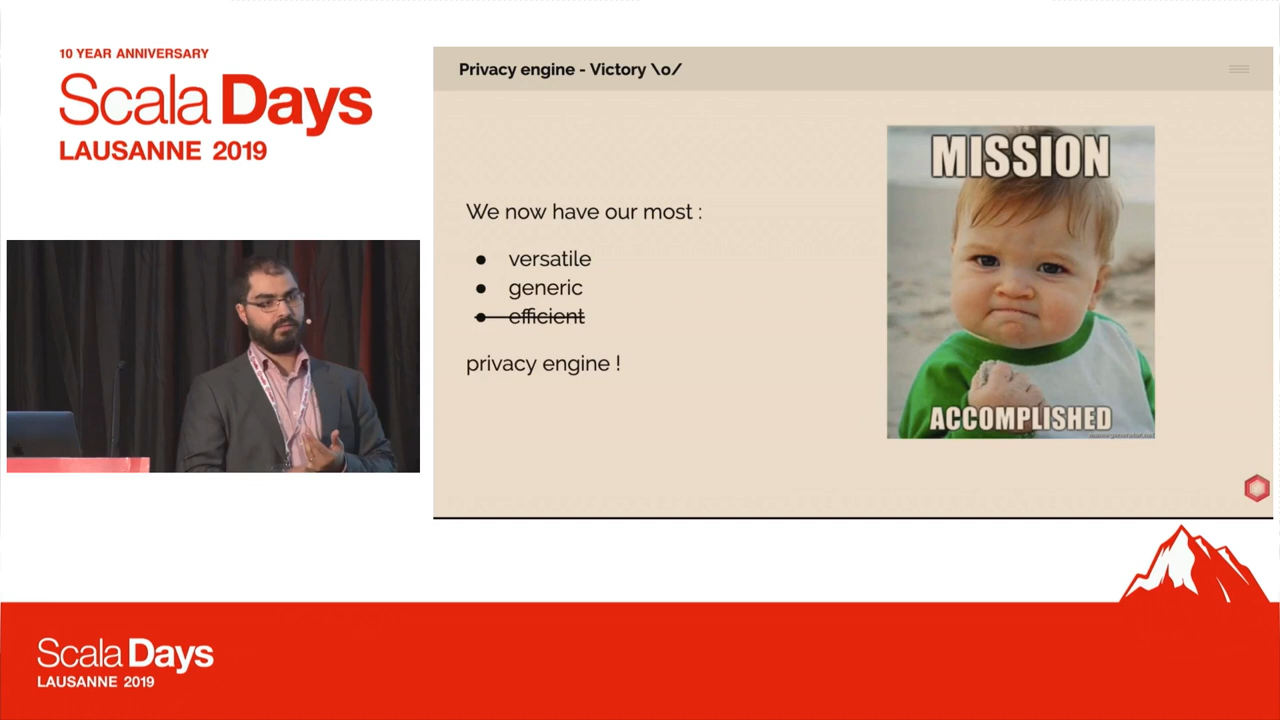 10 YEAR ANNIVERSARY
Scala Days
LAUSANNE 2019
Privacy engine - Victory \o/
We now have our most :
● versatile
● generic
● efficient
privacy engine !
MISSION
ACCOMPLISHED
Scala Days
LAUSANNE 2019